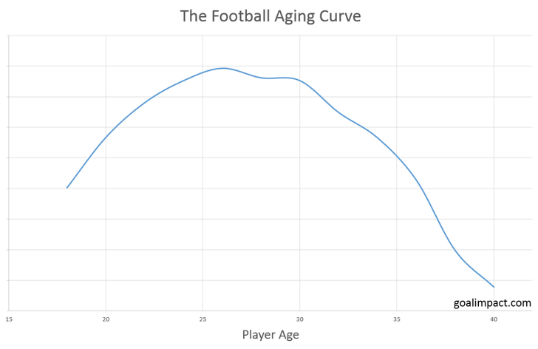 The Football Aging Curve
goalimpact.com
15 20 25 30 35 40
Player Age